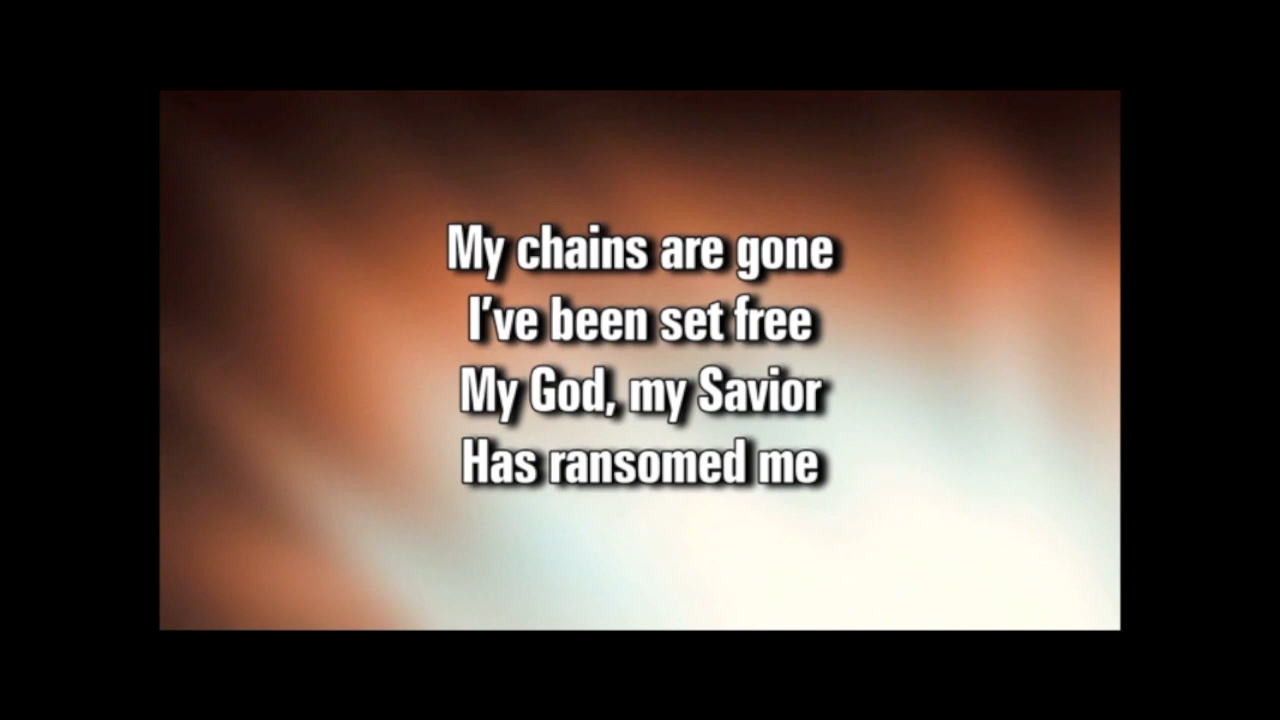 My chains are gone
I've been set free
My God, my Savior
Has ransomed me